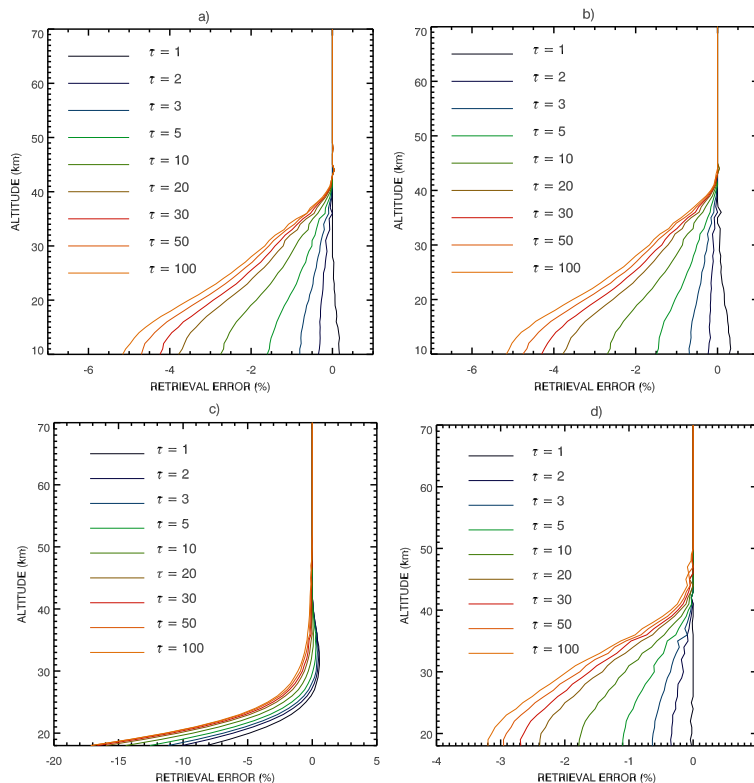 a)
70
60
50
40
30
20
10
ALTITUDE (km)
τ = 1
τ = 2
τ = 3
τ = 5
τ = 10
τ = 20
τ = 30
τ = 50
τ = 100
-6 -4 -2 0
RETRIEVAL ERROR (%)
b)
70
60
50
40
30
20
10
ALTITUDE (km)
τ = 1
τ = 2
τ = 3
τ = 5
τ = 10
τ = 20
τ = 30
τ = 50
τ = 100
-6 -4 -2 0
RETRIEVAL ERROR (%)
c)
70
60
50
40
30
20
ALTITUDE (km)
τ = 1
τ = 2
τ = 3
τ = 5
τ = 10
τ = 20
τ = 30
τ = 50
τ = 100
-20 -15 -10 -5 0 5
RETRIEVAL ERROR (%)
d)
70
60
50
40
30
20
ALTITUDE (km)
τ = 1
τ = 2
τ = 3
τ = 5
τ = 10
τ = 20
τ = 30
τ = 50
τ = 100
-4 -3 -2 -1 -0 1
RETRIEVAL ERROR (%)